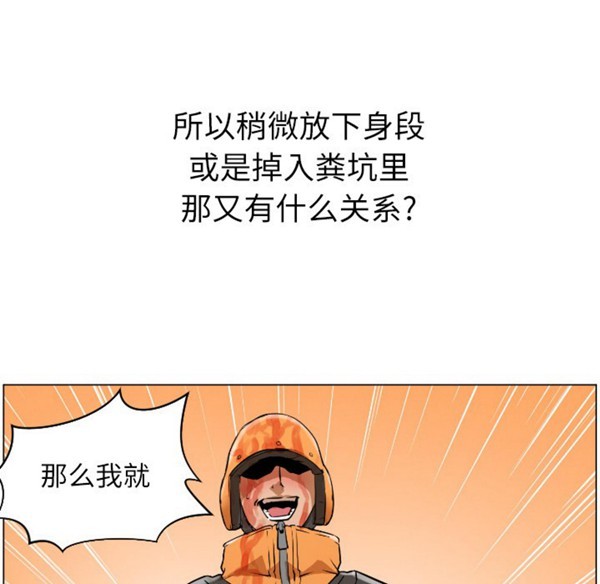 所以稍微放下身段
或是掉入粪坑里
那又有什么关系?
那么我就